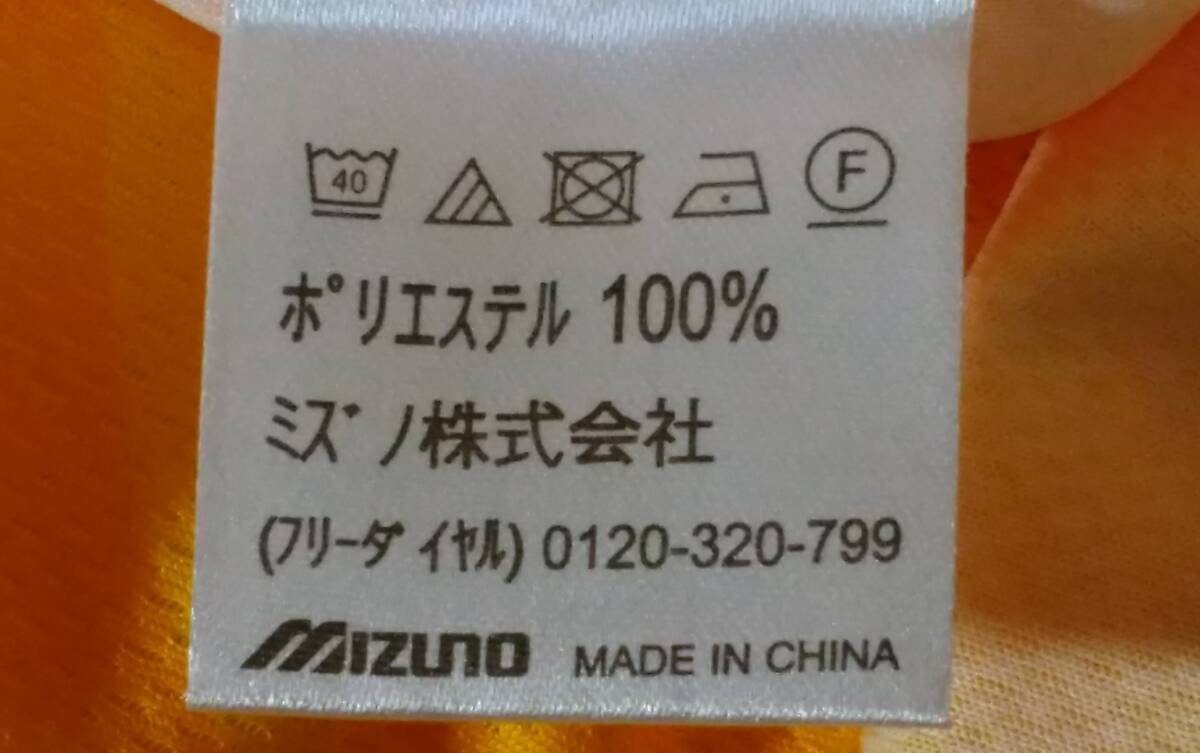 40 F
ポリエステル 100%
ミズノ株式会社
(フリーダイヤル) 0120-320-799
MIZUNO MADE IN CHINA